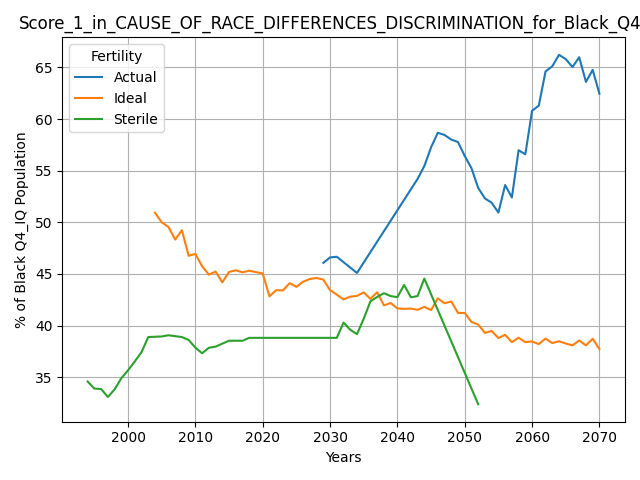 Score_1_in_CAUSE_OF_RACE_DIFFERENCES_DISCRIMINATION_for_Black_Q4
Fertility
Actual
Ideal
Sterile
% of Black Q4_IQ Population
65
60
55
50
45
40
35
2000 2010 2020 2030 2040 2050 2060 2070
Years